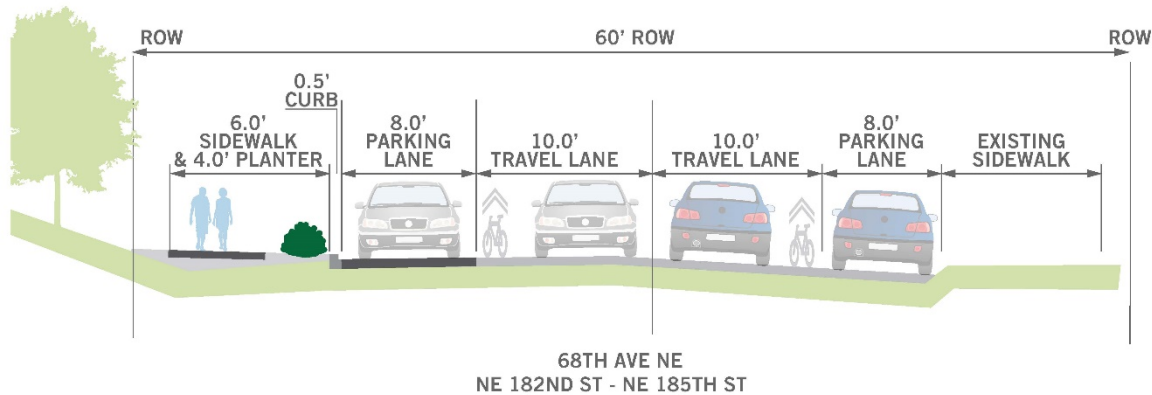 ROW
60' ROW
ROW
0.5'
CURB
6.0'
SIDEWALK
& 4.0' PLANTER
8.0'
PARKING
LANE
10.0'
TRAVEL LANE
10.0'
TRAVEL LANE
8.0'
PARKING
LANE
EXISTING
SIDEWALK
68TH AVE NE
NE 182ND ST - NE 185TH ST